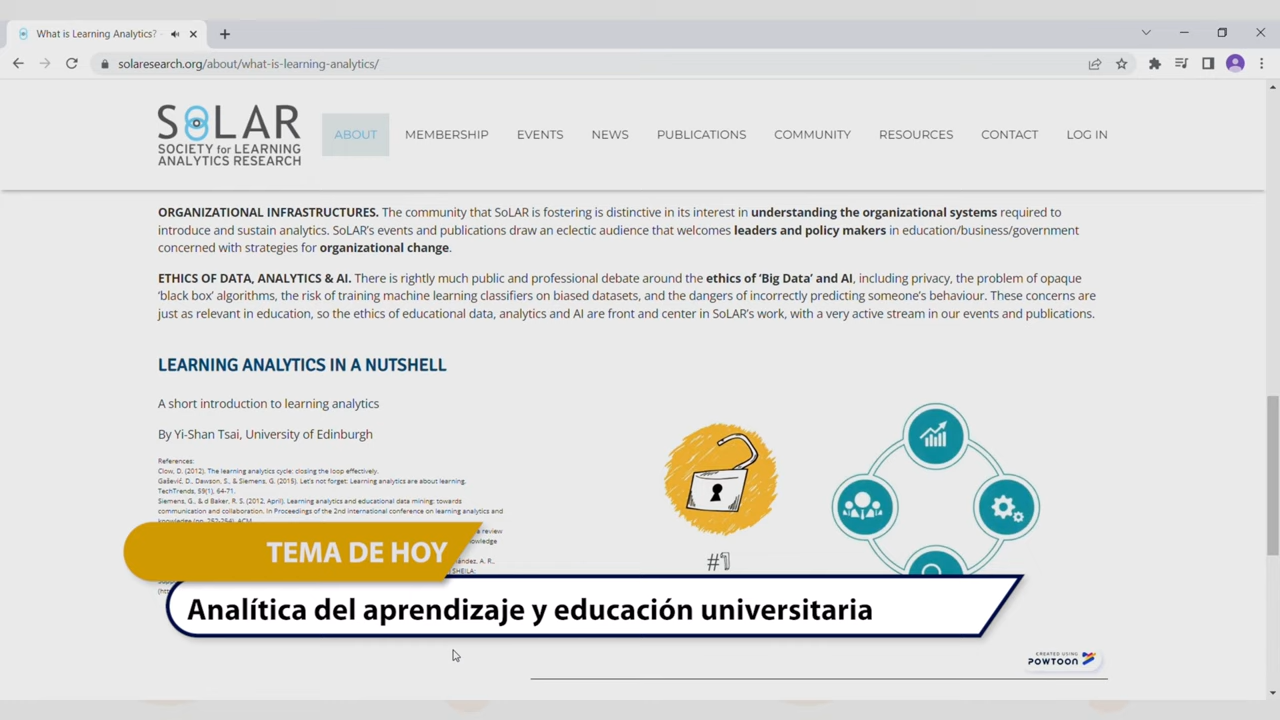 What is Learning Analytics?
solaresearch.org/about/what-is-learning-analytics/
SOLAR
SOCIETY for LEARNING
ANALYTICS RESEARCH
ABOUT MEMBERSHIP EVENTS NEWS PUBLICATIONS COMMUNITY RESOURCES CONTACT LOG IN
ORGANIZATIONAL INFRASTRUCTURES. The community that SoLAR is fostering is distinctive in its interest in understanding the organizational systems required to
introduce and sustain analytics. SoLAR's events and publications draw an eclectic audience that welcomes leaders and policy makers in education/business/government
concerned with strategies for organizational change.
ETHICS OF DATA, ANALYTICS & AI. There is rightly much public and professional debate around the ethics of 'Big Data' and AI, including privacy, the problem of opaque
'black box' algorithms, the risk of training machine learning classifiers on biased datasets, and the dangers of incorrectly predicting someone's behaviour. These concerns are
just as relevant in education, so the ethics of educational data, analytics and AI are front and center in SoLAR's work, with a very active stream in our events and publications.
LEARNING ANALYTICS IN A NUTSHELL
A short introduction to learning analytics
By Yi-Shan Tsai, University of Edinburgh
References:
Clow, D. (2012). The learning analytics cycle: closing the loop effectively.
Gašević, D., Dawson, S., & Siemens, G. (2015). Let's not forget: Learning analytics are about learning.
TechTrends, 59(1), 64-71.
Siemens, G., & d Baker, R. S. (2012, April). Learning analytics and educational data mining: towards
communication and collaboration. In Proceedings of the 2nd international conference on learning analytics and
knowledge (pp. 252-254). ACM.
a review
TEMA DE HOY
#1
SHEILA:
Analítica del aprendizaje y educación universitaria
CREATED USING
POWTOON